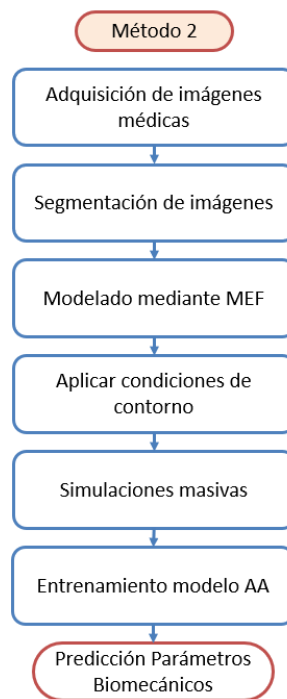 Método 2
Adquisición de imágenes
médicas
Segmentación de imágenes
Modelado mediante MEF
Aplicar condiciones de
contorno
Simulaciones masivas
Entrenamiento modelo AA
Predicción Parámetros
Biomecánicos